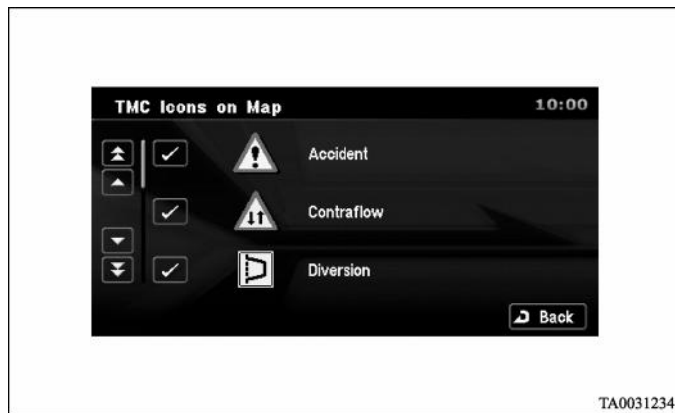 TMC Icons on Map
10:00
Accident
Contraflow
Diversion
Back
TA0031234